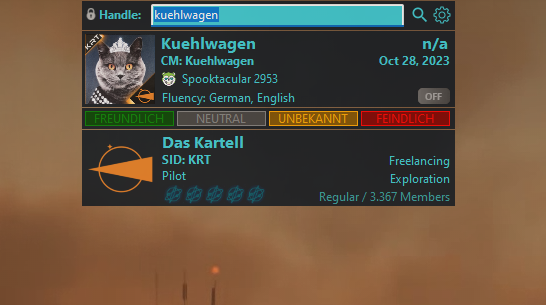 Handle: kuehlwagen
KRT
Kuehlwagen n/a
CM: Kuehlwagen Oct 28, 2023
Spooktacular 2953
Fluency: German, English OFF
FREUNDLICH NEUTRAL UNBEKANNT FEINDLICH
Das Kartell
SID: KRT Freelancing
Pilot Exploration
Regular / 3.367 Members